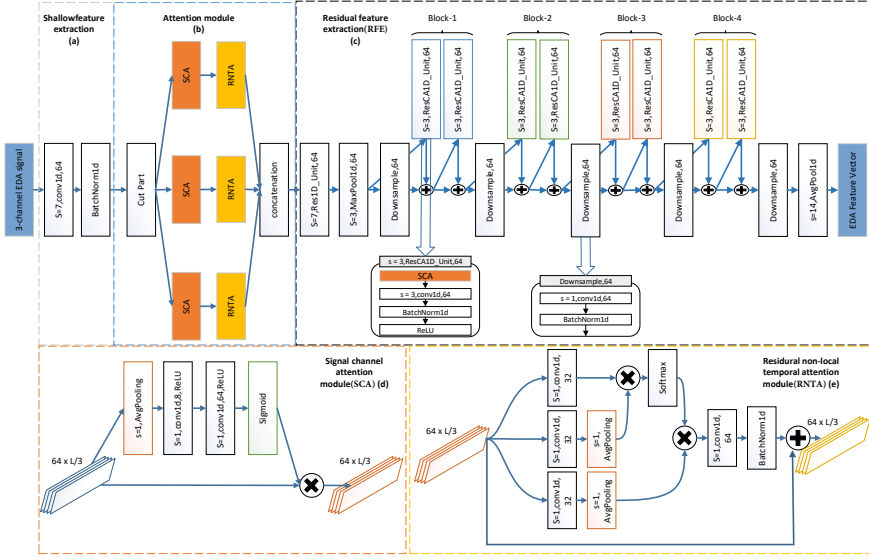 Shallowfeature
extraction
(a)
Attention module
(b)
Residual feature
extraction(RFE)
(c)
Block-1
Block-2
Block-3
Block-4
3-channel EDA signal
S=7,conv1d,64
BatchNorm1d
Cut Part
SCA
RNTA
SCA
RNTA
SCA
RNTA
concatenation
S=7,Res1D_Unit,64
S=3,MaxPool1d,64
Downsample,64
S=3,ResCA1D_Unit,64
S=3,ResCA1D_Unit,64
Downsample,64
S=3,ResCA1D_Unit,64
S=3,ResCA1D_Unit,64
Downsample,64
S=3,ResCA1D_Unit,64
S=3,ResCA1D_Unit,64
Downsample,64
S=3,ResCA1D_Unit,64
S=3,ResCA1D_Unit,64
Downsample,64
s=14,AvgPool1d
EDA Feature Vector
s = 3,ResCA1D_Unit,64
SCA
s = 3,conv1d,64
BatchNorm1d
ReLU
Downsample,64
s = 1,conv1d,64
BatchNorm1d
Signal channel
attention
module(SCA) (d)
64 x L/3
s=1,AvgPooling
S=1,conv1d,8,ReLU
S=1,conv1d,64,ReLU
Sigmoid
64 x L/3
Residural non-local
temporal attention
module(RNTA) (e)
64 x L/3
S=1,conv1d,
32
S=1,conv1d,
32
S=1,conv1d,
32
s=1,
AvgPooling
s=1,
AvgPooling
Softmax
S=1,conv1d,
64
BatchNorm1d
64 x L/3